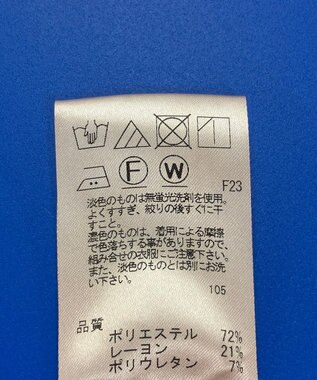 F W
F23
淡色のものは無蛍光洗剤を使用。
よくすすぎ、絞りの後すぐに干
すこと。
濃色のものは、着用による摩擦
で色落ちする事がありますので、
組み合せの衣服にご注意下さい。
また、淡色のものとは別にお洗
い下さい。
105
品質
ポリエステル 72%
レーヨン 21%
ポリウレタン 7%